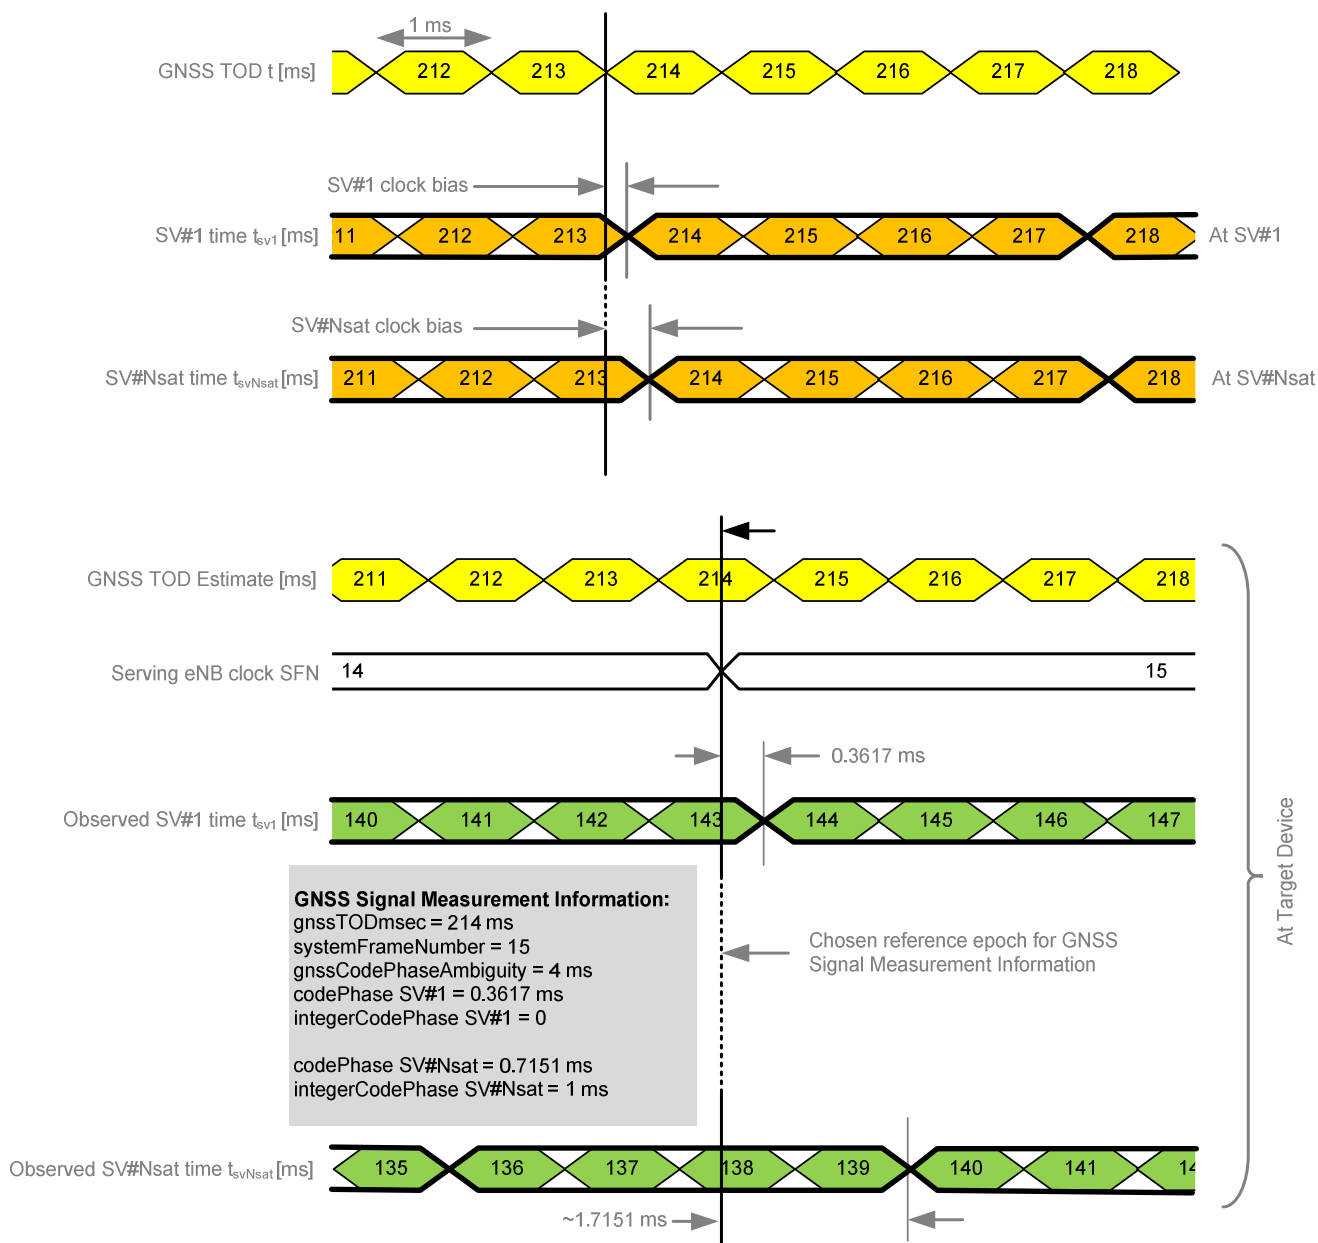 1 ms
GNSS TOD t [ms] 212 213 214 215 216 217 218
SV#1 clock bias
SV#1 time tsv1 [ms] 11 212 213 214 215 216 217 218 At SV#1
SV#Nsat clock bias
SV#Nsat time tsvNsat [ms] 211 212 213 214 215 216 217 218 At SV#Nsat
GNSS TOD Estimate [ms] 211 212 213 214 215 216 217 218
Serving eNB clock SFN 14 15
0.3617 ms
Observed SV#1 time tsv1 [ms] 140 141 142 143 144 145 146 147
At Target Device
GNSS Signal Measurement Information:
gnssTODmsec = 214 ms
systemFrameNumber = 15
gnssCodePhaseAmbiguity = 4 ms
codePhase SV#1 = 0.3617 ms
integerCodePhase SV#1 = 0
codePhase SV#Nsat = 0.7151 ms
integerCodePhase SV#Nsat = 1 ms
Chosen reference epoch for GNSS
Signal Measurement Information
Observed SV#Nsat time tsvNsat [ms] 135 136 137 138 139 140 141 14
~1.7151 ms